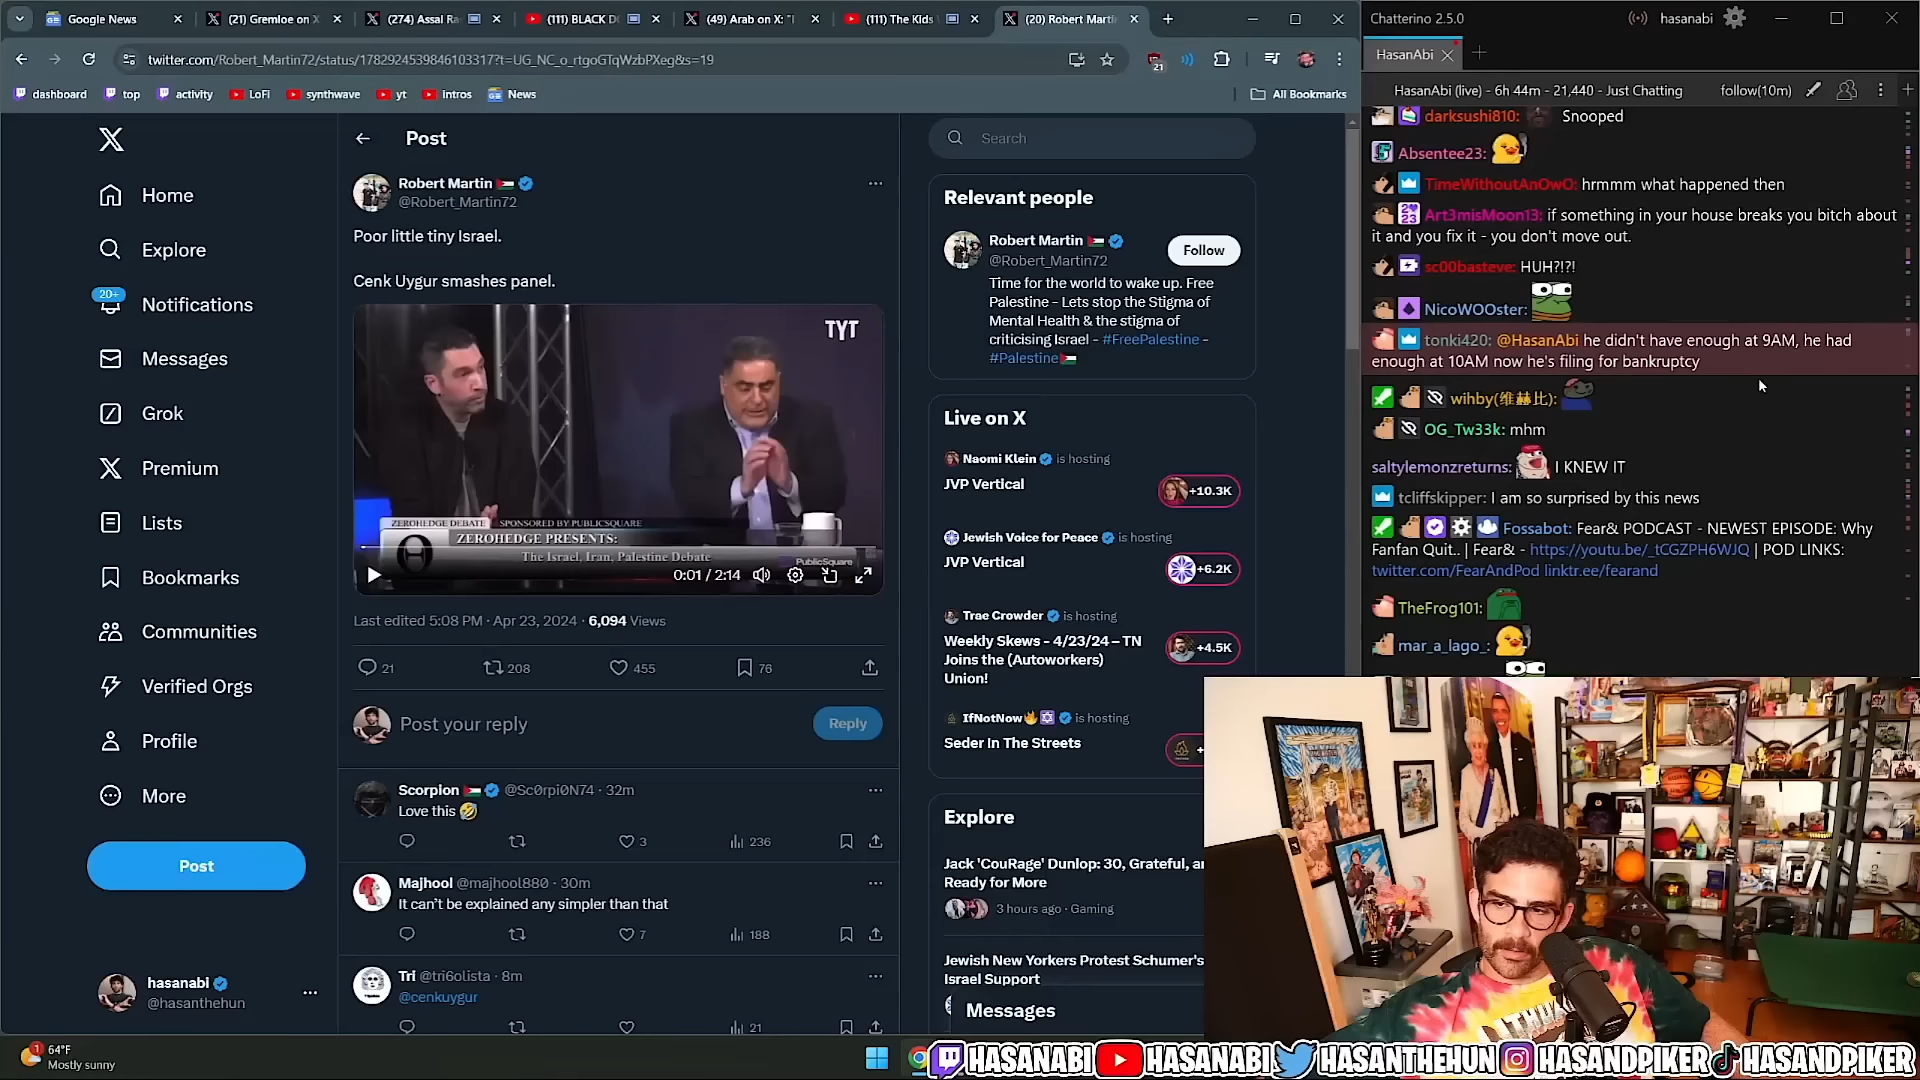 Google News
(21) Gremloe on X
(274) Assal Ra
(111) BLACK D
(49) Arab on X: "I
(111) The Kids
(20) Robert Marti
twitter.com/Robert_Martin72/status/1782924539846103317?t=UG_NC_o_rtgoGTqWzbPXeg&s=19
21
dashboard
top
activity
LoFi
synthwave
yt
Intros
News
All Bookmarks
X
Home
Explore
20+
Notifications
Messages
Grok
Premium
Lists
Bookmarks
Communities
Verified Orgs
Profile
More
Post
hasanabi
@hasanthehun
Post
Robert Martin
@Robert_Martin72
Poor little tiny Israel.
Cenk Uygur smashes panel.
TYT
ZEROHEDGE DEBATE SPONSORED BY PUBLICSQUARE
ZEROHEDGE PRESENTS:
The Israel, Iran, Palestine Debate
PublicSquare
0:01 / 2:14
Last edited 5:08 PM · Apr 23, 2024 · 6,094 Views
21
208
455
76
Post your reply
Reply
Scorpion @Sc0rpi0N74 · 32m
Love this
3
236
Majhool @majhool880 · 30m
It can't be explained any simpler than that
7
188
Tri @tri6olista · 8m
@cenkuygur
21
Search
Relevant people
Robert Martin
@Robert_Martin72
Follow
Time for the world to wake up. Free
Palestine - Lets stop the Stigma of
Mental Health & the stigma of
criticising Israel - #FreePalestine -
#Palestine
Live on X
Naomi Klein is hosting
JVP Vertical
+10.3K
Jewish Voice for Peace is hosting
JVP Vertical
+6.2K
Trae Crowder is hosting
Weekly Skews - 4/23/24 – TN
Joins the (Autoworkers)
Union!
+4.5K
IfNotNow is hosting
Seder In The Streets
+
Explore
Jack 'CouRage' Dunlop: 30, Grateful, an
Ready for More
3 hours ago · Gaming
Jewish New Yorkers Protest Schumer's
Israel Support
Messages
Chatterino 2.5.0
hasanabi
HasanAbi
HasanAbi (live) - 6h 44m - 21,440 - Just Chatting
follow(10m)
darksushi810: Snooped
Absentee23:
TimeWithoutAnOwO: hrmmm what happened then
Art3misMoon13: if something in your house breaks you bitch about
it and you fix it - you don't move out.
sc00basteve: HUH?!?!
NicoWOOster:
tonki420: @HasanAbi he didn't have enough at 9AM, he had
enough at 10AM now he's filing for bankruptcy
wihby(维赫比):
OG_Tw33k: mhm
saltylemonzreturns: I KNEW IT
tcliffskipper: I am so surprised by this news
Fossabot: Fear& PODCAST - NEWEST EPISODE: Why
Fanfan Quit.. | Fear& - https://youtu.be/_tCGZPH6WJQ | POD LINKS:
twitter.com/FearAndPod linktr.ee/fearand
TheFrog101:
mar_a_lago_:
1
64°F
Mostly sunny
HASANABI
HASANABI
HASANTHEHUN
HASANDPIKER
HASANDPIKER